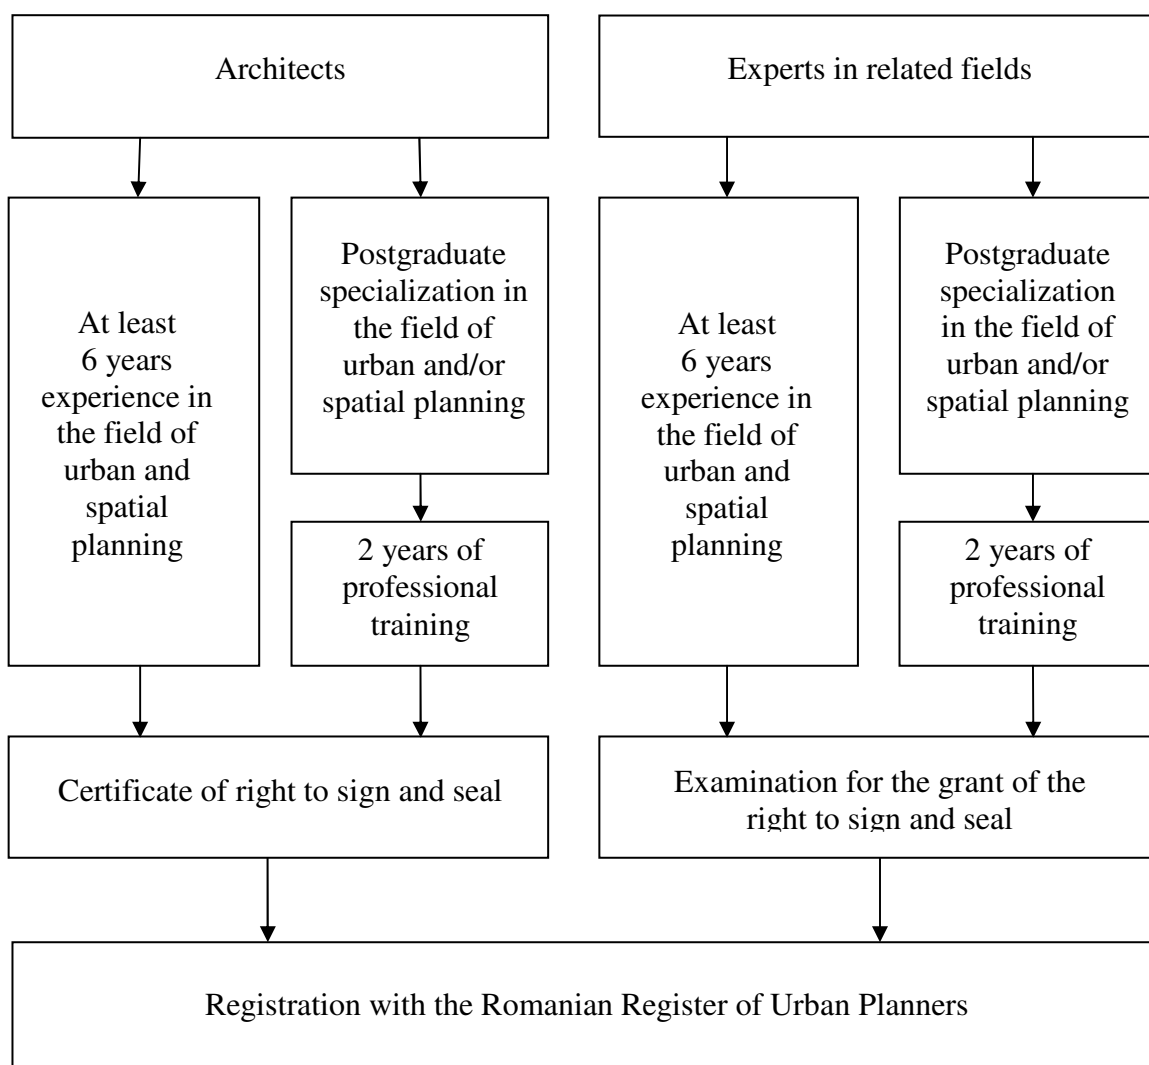 Architects
Experts in related fields
At least
6 years
experience in
the field of
urban and
spatial
planning
Postgraduate
specialization in
the field of
urban and/or
spatial planning
2 years of
professional
training
At least
6 years
experience in
the field of
urban and
spatial
planning
Postgraduate
specialization
in the field of
urban and/or
spatial planning
2 years of
professional
training
Certificate of right to sign and seal
Examination for the grant of the
right to sign and seal
Registration with the Romanian Register of Urban Planners